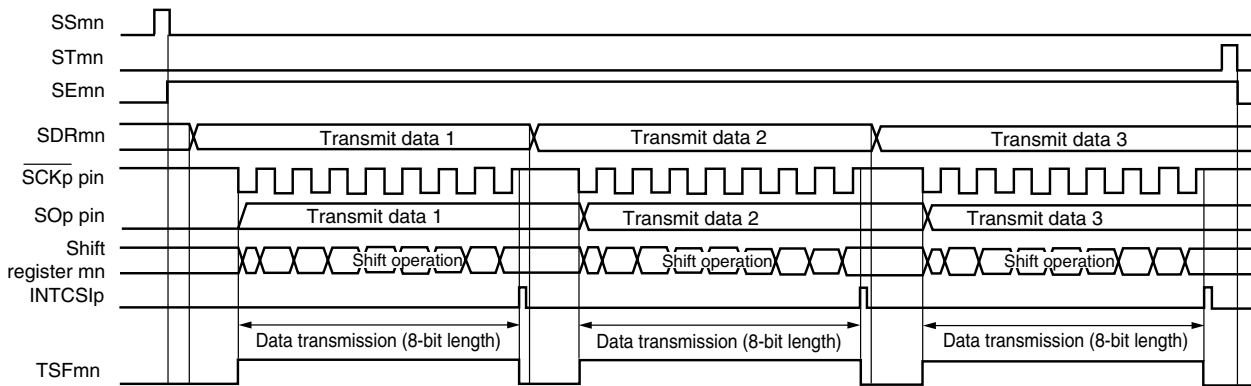 SSmn
STmn
SEmn
SDRmn Transmit data 1 Transmit data 2 Transmit data 3
SCKp pin
SOp pin Transmit data 1 Transmit data 2 Transmit data 3
Shift
register mn Shift operation Shift operation Shift operation
INTCSIp
Data transmission (8-bit length) Data transmission (8-bit length) Data transmission (8-bit length)
TSFmn